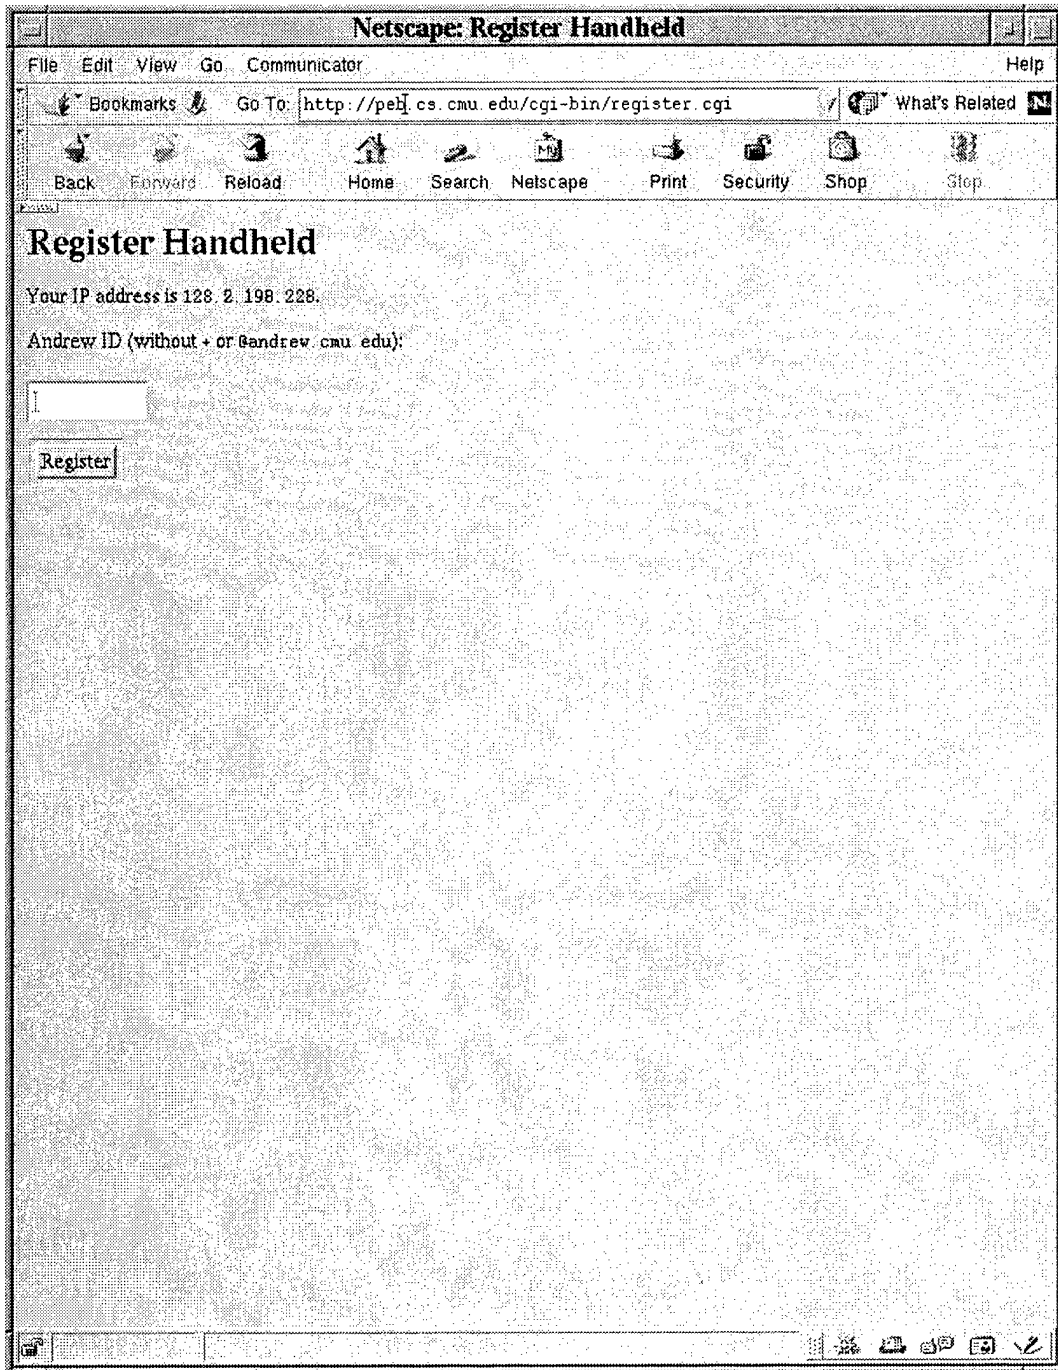 Netscape: Register Handheld
File Edit View Go Communicator Help
Bookmarks Go To: http://peb.cs.cmu.edu/cgi-bin/register.cgi What's Related N
Back Forward Reload Home Search Netscape Print Security Shop Stop
My
Register Handheld
Your IP address is 128.2.198.228.
Andrew ID (without + or @andrew.cmu.edu):
Register